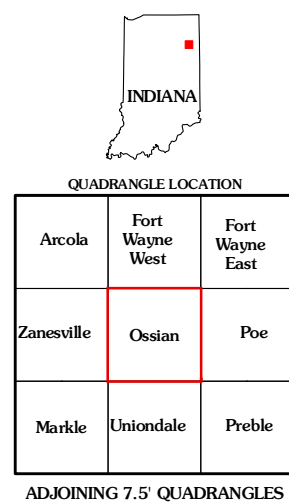 INDIANA
QUADRANGLE LOCATION
Arcola
Fort
Wayne
West
Fort
Wayne
East
Zanesville
Ossian
Poe
Markle
Uniondale
Preble
ADJOINING 7.5' QUADRANGLES